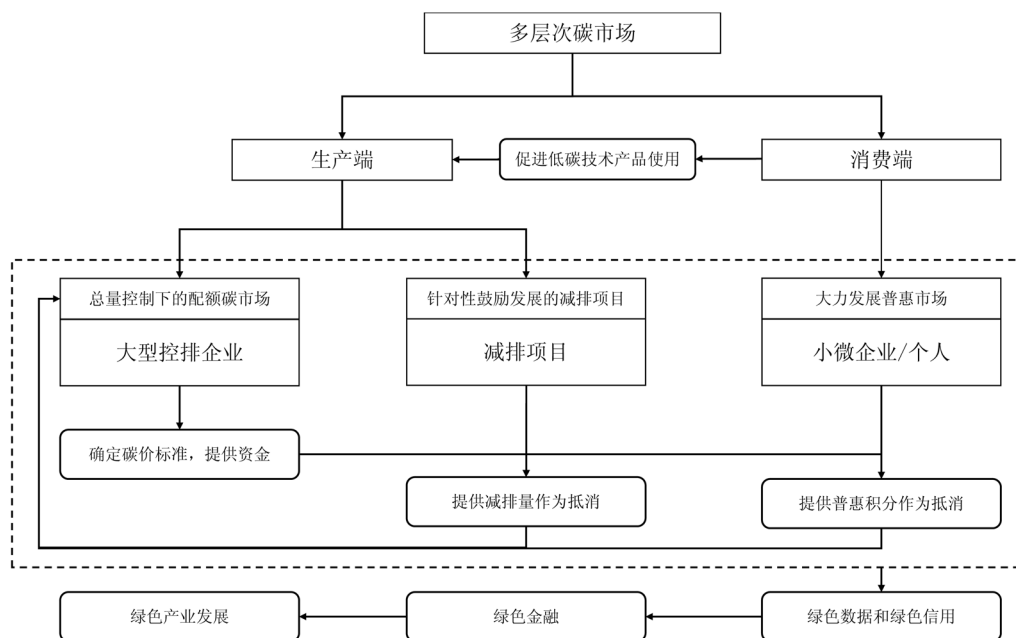 多层次碳市场
生产端
促进低碳技术产品使用
消费端
总量控制下的配额碳市场
针对性鼓励发展的减排项目
大力发展普惠市场
大型控排企业
减排项目
小微企业/个人
确定碳价标准，提供资金
提供减排量作为抵消
提供普惠积分作为抵消
绿色产业发展
绿色金融
绿色数据和绿色信用